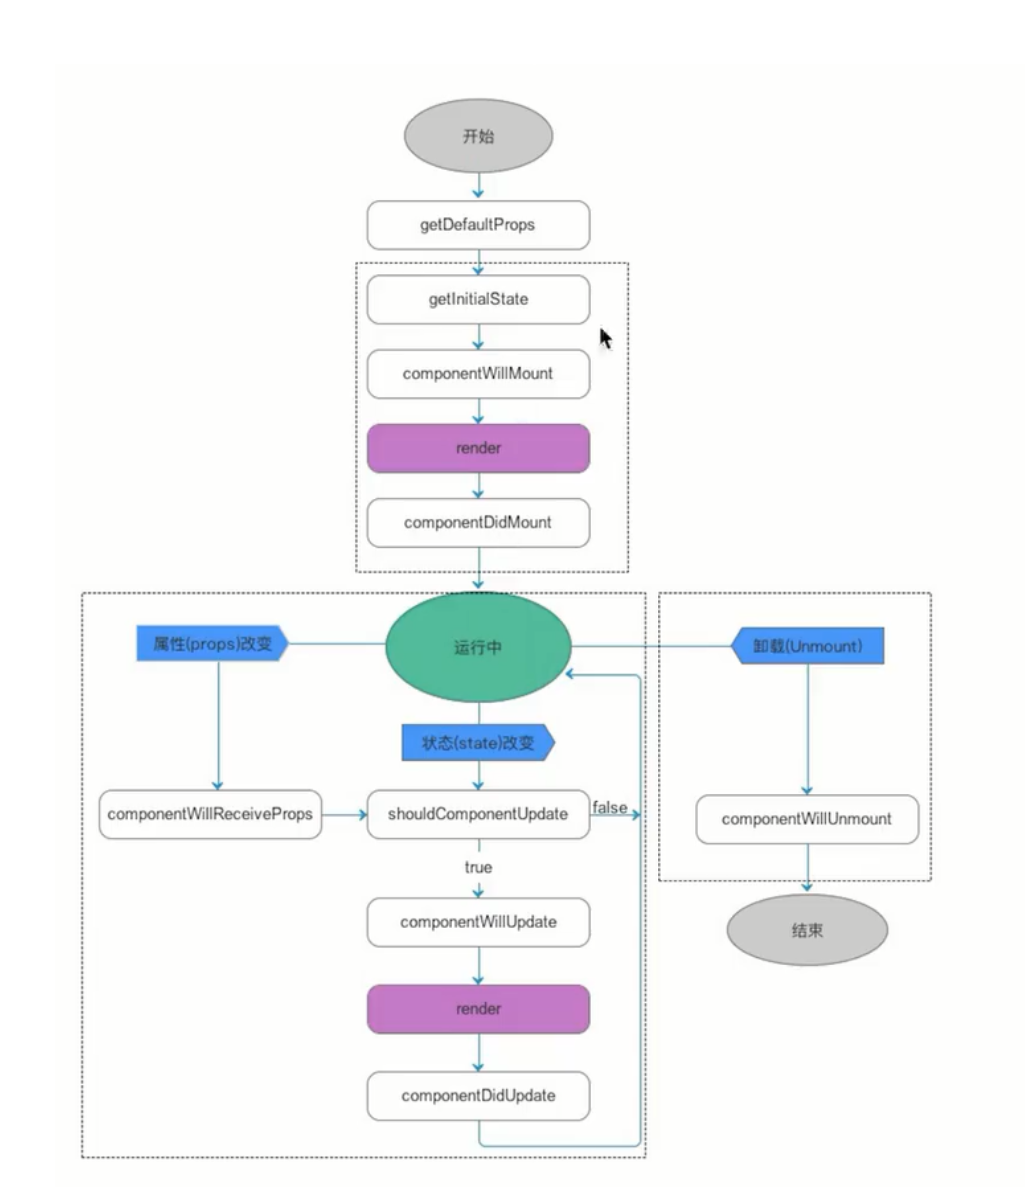 开始
getDefaultProps
getInitialState
componentWillMount
render
componentDidMount
运行中
属性(props)改变
卸载(Unmount)
状态(state)改变
componentWillReceiveProps
shouldComponentUpdate
false
componentWillUnmount
true
componentWillUpdate
结束
render
componentDidUpdate